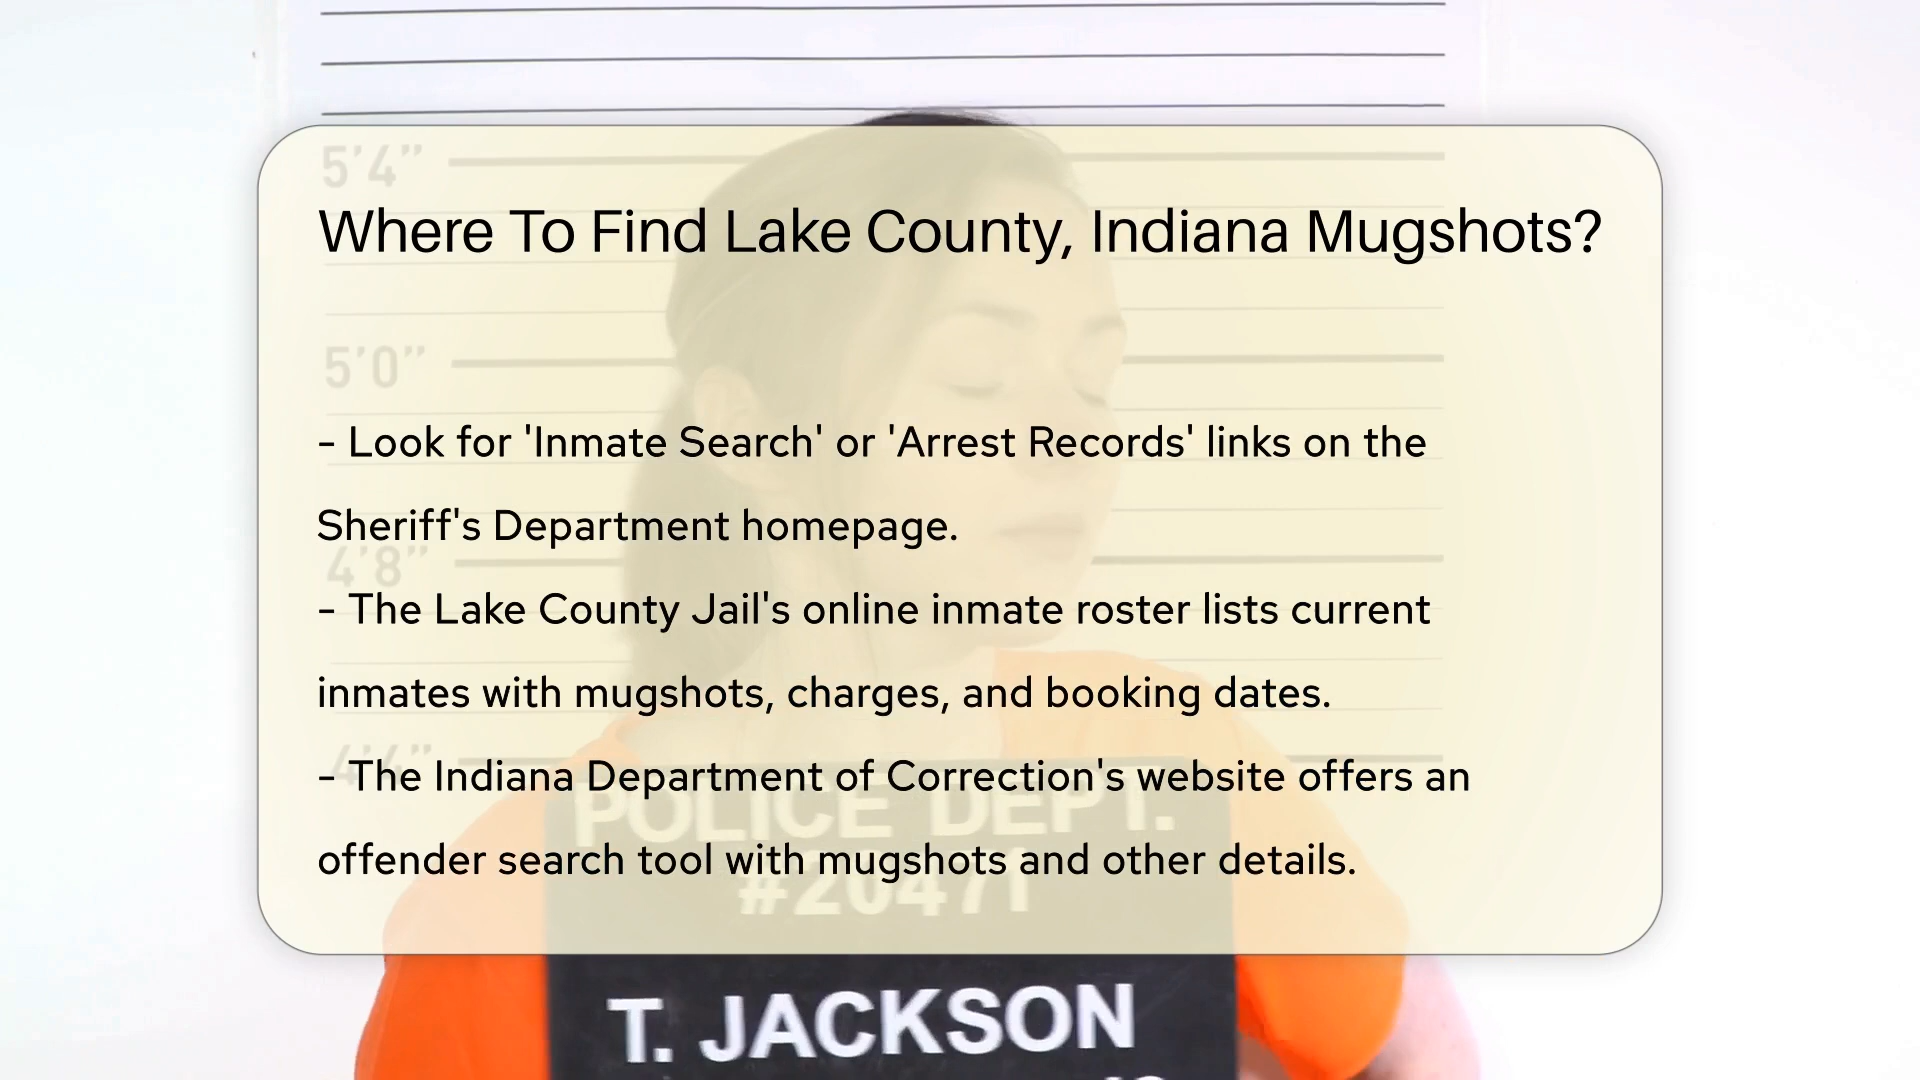 5'4”
Where To Find Lake County, Indiana Mugshots?
5'0”
- Look for 'Inmate Search' or 'Arrest Records' links on the
Sheriff's Department homepage.
4'8”
- The Lake County Jail's online inmate roster lists current
inmates with mugshots, charges, and booking dates.
4'4”
- The Indiana Department of Correction's website offers an
POLICE DEPT.
offender search tool with mugshots and other details.
#20471
T. JACKSON